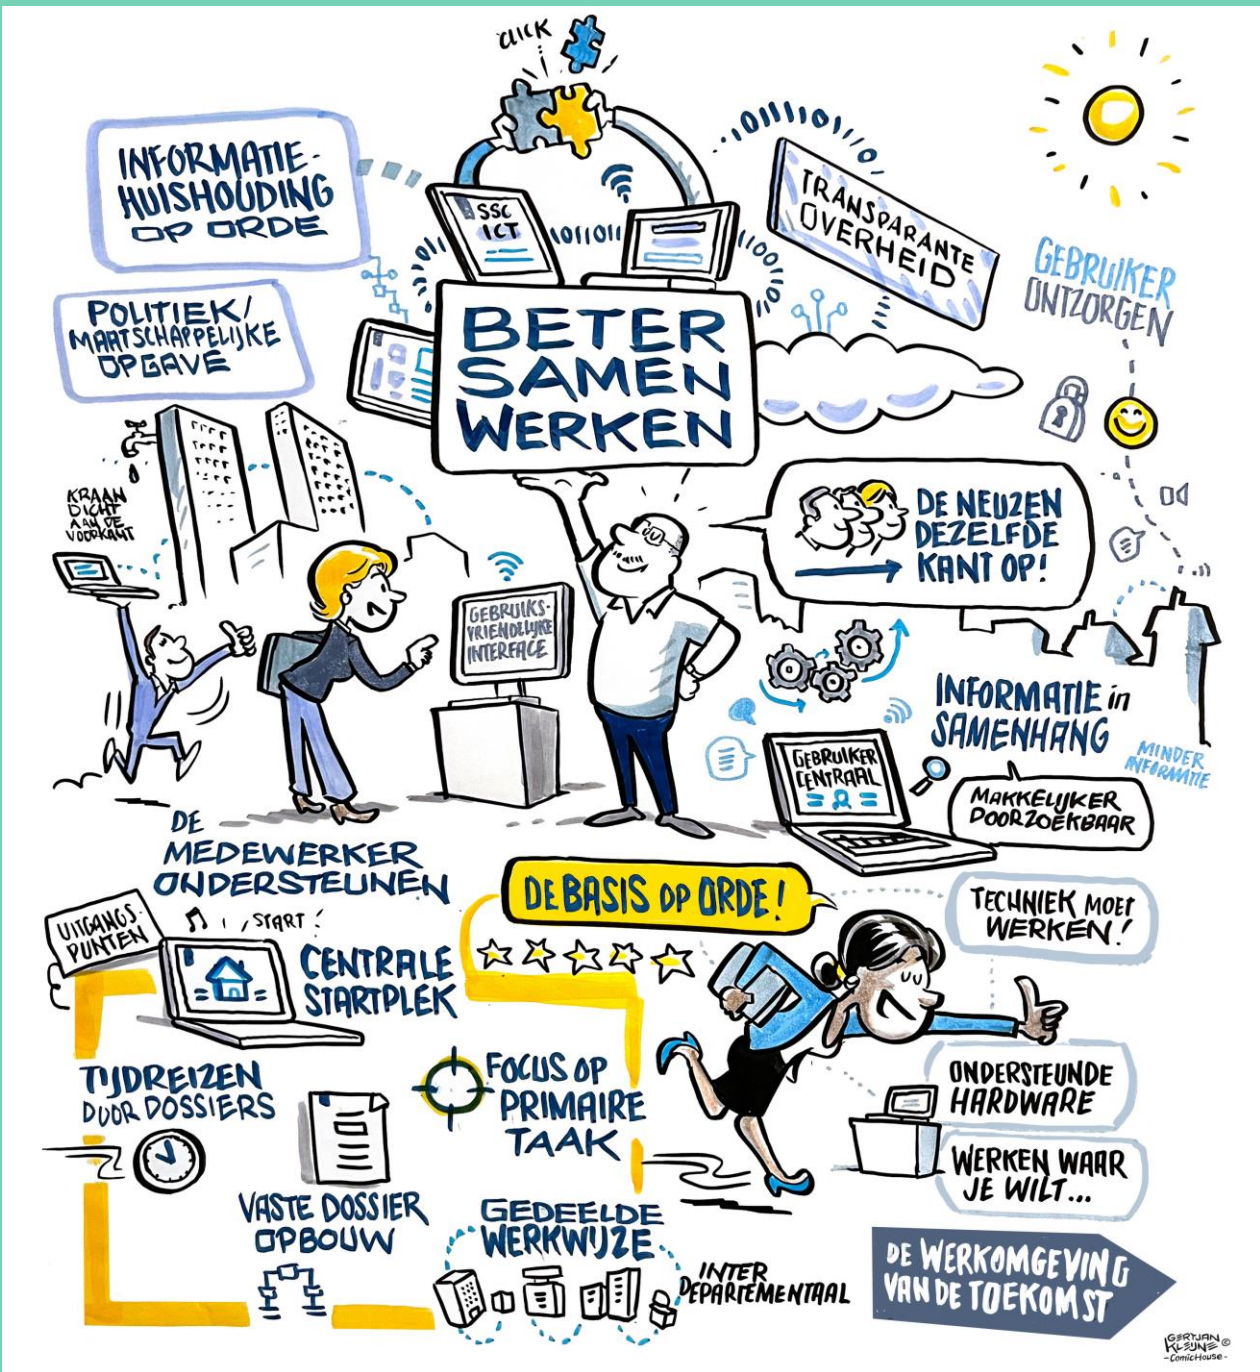 CLICK
INFORMATIE-
HUISHOUDING
OP ORDE
SSC
ICT
1011011
TRANSPARANTE
OVERHEID
GEBRUIKER
ONTZORGEN
POLITIEK/
MAATSCHAPPELIJKE
OPGAVE
BETER
SAMEN
WERKEN
KRAAN
DICHT
AAN DE
VOORKANT
DE NEUZEN
DEZELFDE
KANT OP!
GEBRUIKS-
VRIENDELIJKE
INTERFACE
INFORMATIE in
SAMENHANG
MINDER
INFORMATIE
GEBRUIKER
CENTRAAL
MAKKELIJKER
DOORZOEKBAAR
DE
MEDEWERKER
ONDERSTEUNEN
DE BASIS OP ORDE!
TECHNIEK MOET
WERKEN!
UITGANGS-
PUNTEN
START
CENTRALE
STARTPLEK
TIJDREIZEN
DOOR DOSSIERS
FOCUS OP
PRIMAIRE
TAAK
ONDERSTEUNDE
HARDWARE
WERKEN WAAR
JE WILT...
VASTE DOSSIER
OPBOUW
GEDEELDE
WERKWIJZE
INTER
DEPARTEMENTAAL
DE WERKOMGEVING
VAN DE TOEKOMST
GERTJAN
KLEIJNE ©
-ComicHouse-